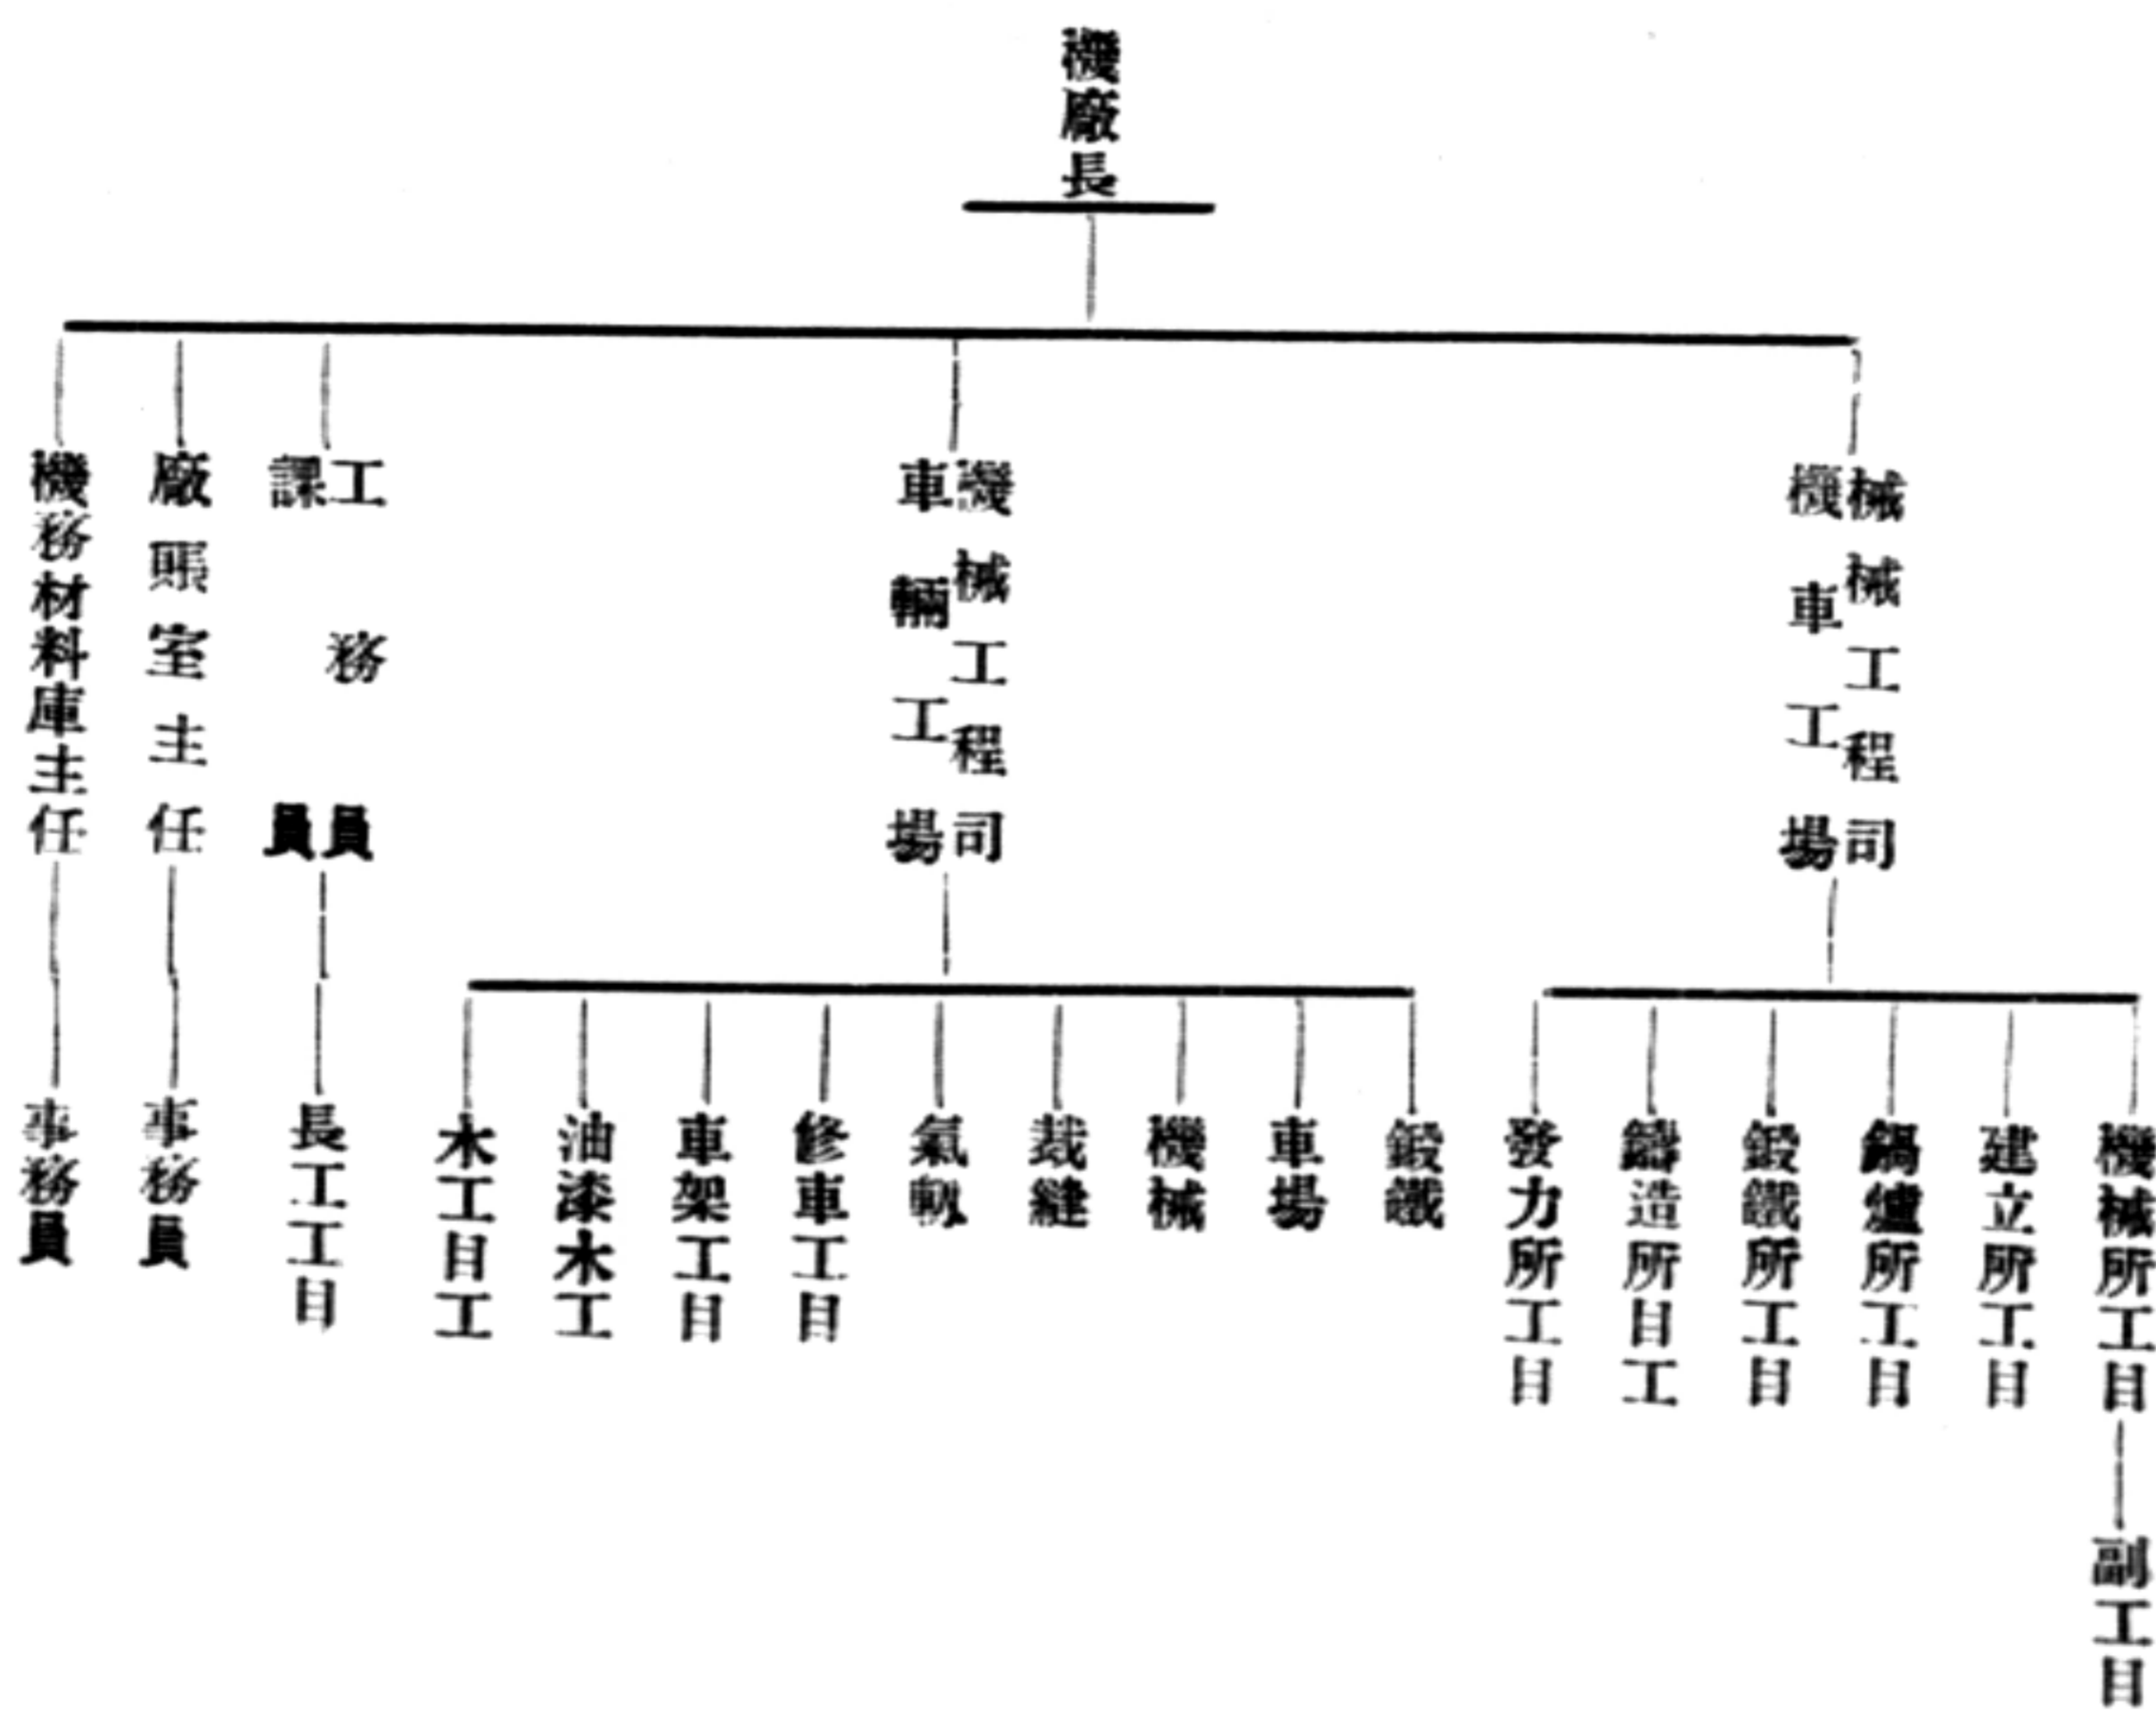 機廠長
械械工程司
機車工場
機械工程司
車輛工場
工務員
課員
廠賬室主任
機務材料庫主任
機械所工目
建立所工目
鍋爐所工目
鍛鐵所工目
鑄造所目工
發力所工目
鍛鐵
車場
機械
裁縫
氣軔
修車工目
車架工目
油漆木工
木工目工
長工工目
事務員
事務員
副工目